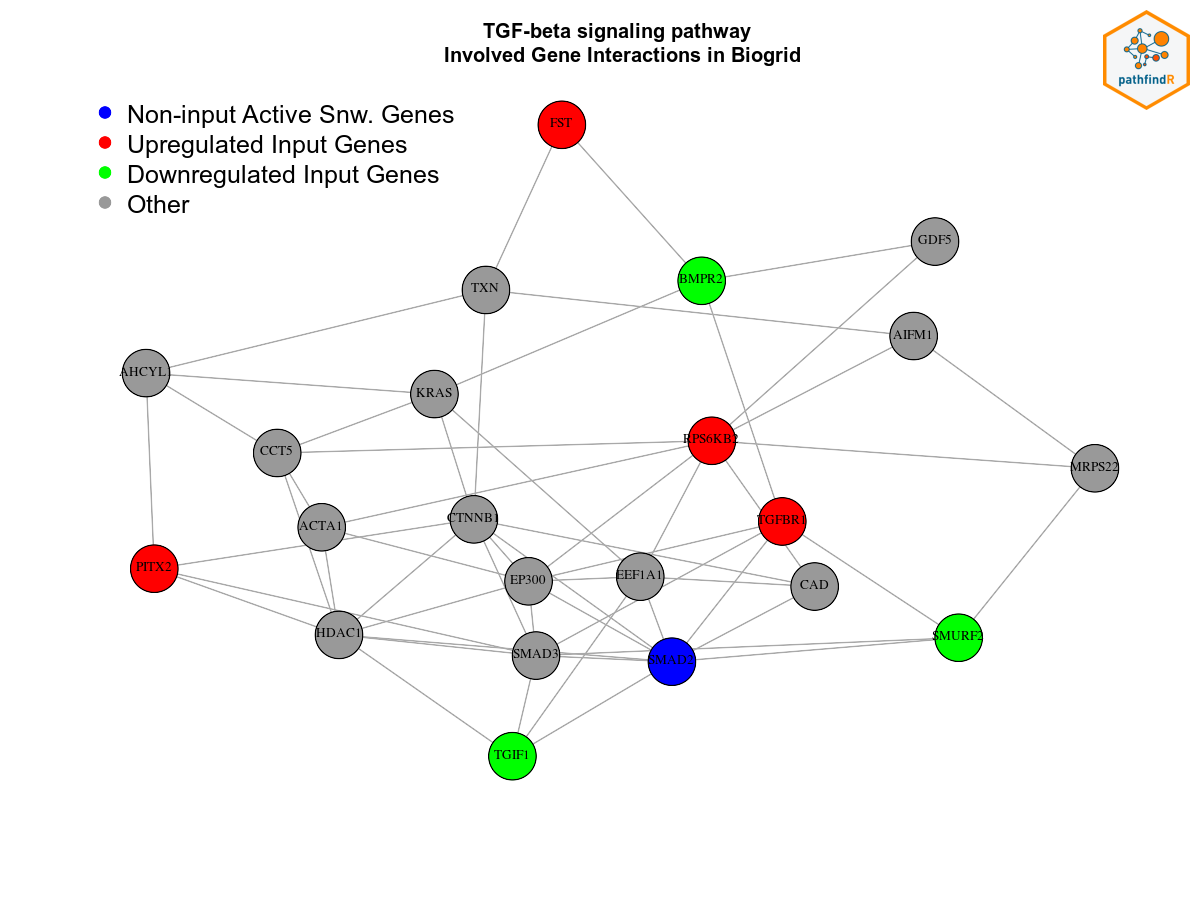 TGF-beta signaling pathway
Involved Gene Interactions in Biogrid
pathfindR
Non-input Active Snw. Genes
Upregulated Input Genes
Downregulated Input Genes
Other
FST
GDF5
BMPR2
TXN
AIFM1
AHCYL
KRAS
RPS6KB2
CCT5
MRPS22
CTNNB1
TGFBR1
ACTA1
PITX2
EP300
EEF1A1
CAD
HDAC1
SMURF2
SMAD3
SMAD2
TGIF1